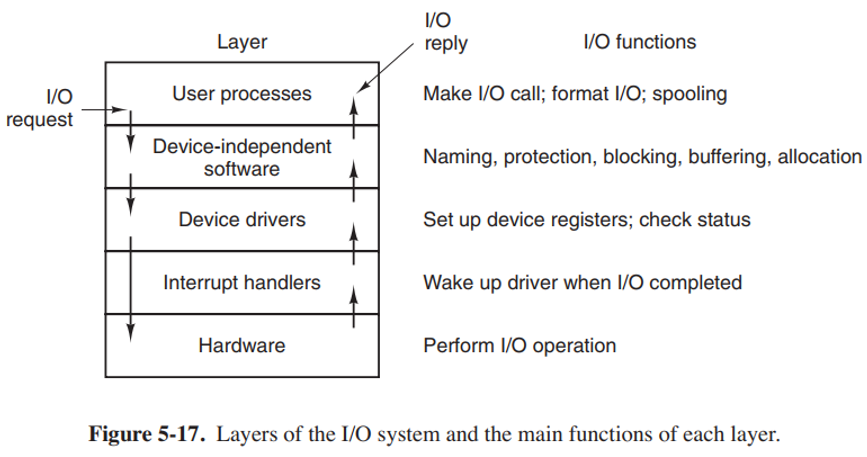 Layer
I/O
reply
I/O functions
I/O
request
User processes
Make I/O call; format I/O; spooling
Device-independent
software
Naming, protection, blocking, buffering, allocation
Device drivers
Set up device registers; check status
Interrupt handlers
Wake up driver when I/O completed
Hardware
Perform I/O operation
Figure 5-17. Layers of the I/O system and the main functions of each layer.